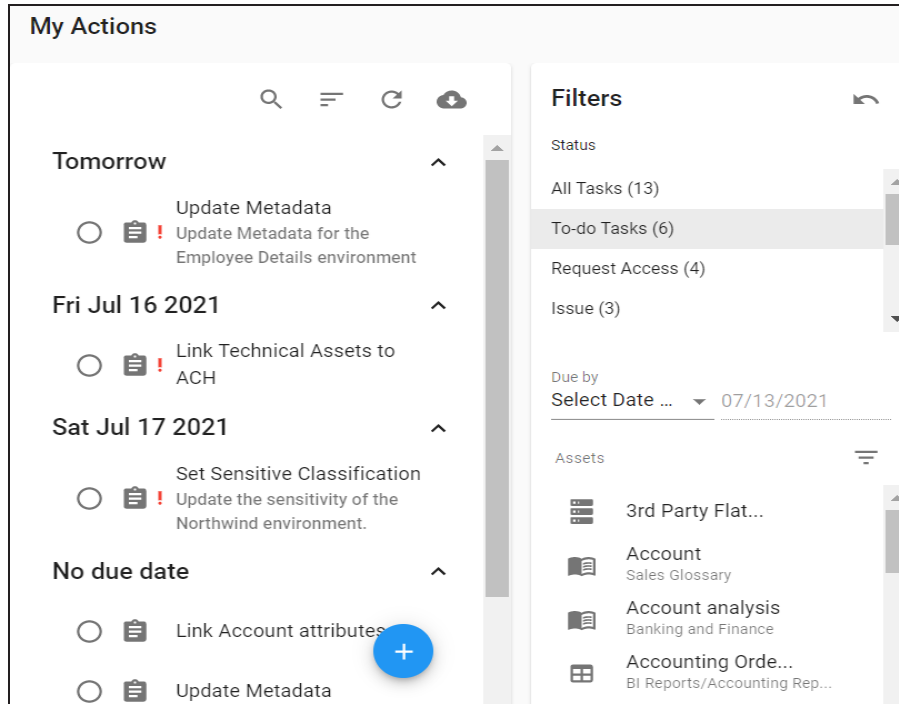 My Actions
Tomorrow
Update Metadata
Update Metadata for the
Employee Details environment
Fri Jul 16 2021
Link Technical Assets to
ACH
Sat Jul 17 2021
Set Sensitive Classification
Update the sensitivity of the
Northwind environment.
No due date
Link Account attributes
Update Metadata
Filters
Status
All Tasks (13)
To-do Tasks (6)
Request Access (4)
Issue (3)
Due by
Select Date ... 07/13/2021
Assets
3rd Party Flat...
Account
Sales Glossary
Account analysis
Banking and Finance
Accounting Orde...
BI Reports/Accounting Rep...